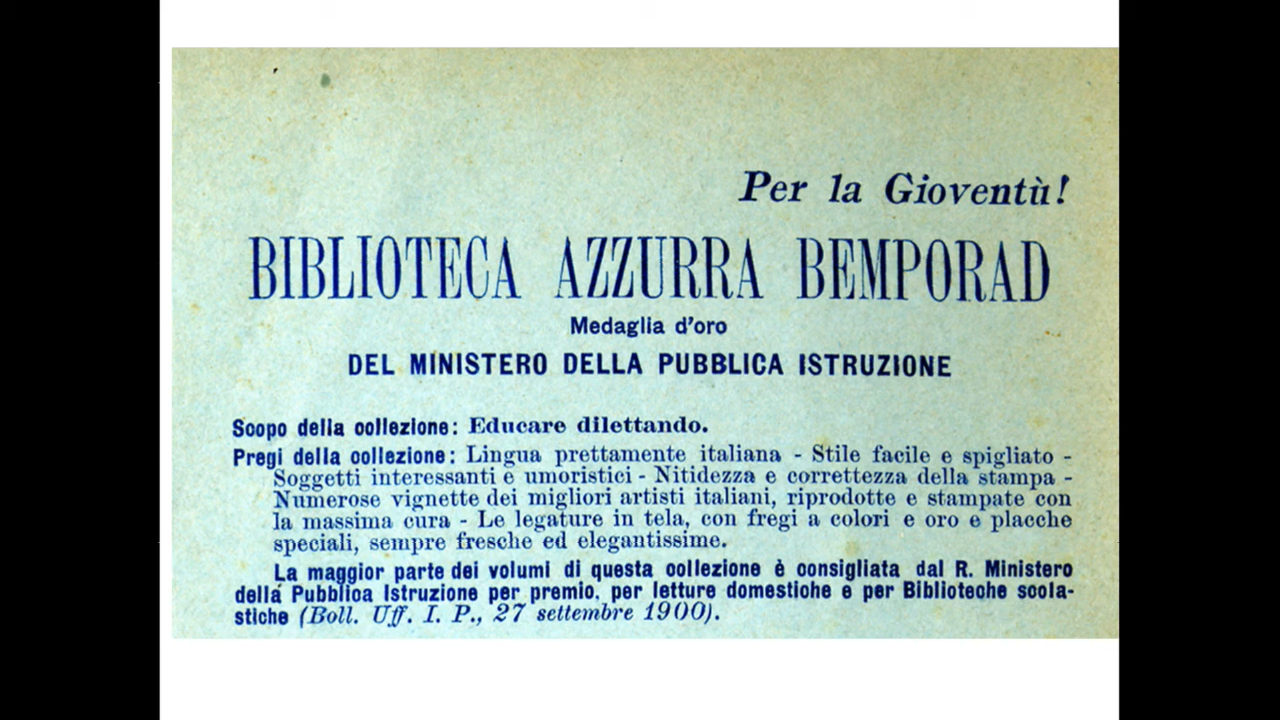 Per la Gioventù!
BIBLIOTECA AZZURRA BEMPORAD
Medaglia d'oro
DEL MINISTERO DELLA PUBBLICA ISTRUZIONE
Scopo della collezione: Educare dilettando.
Pregi della collezione: Lingua prettamente italiana - Stile facile e spigliato -
Soggetti interessanti e umoristici - Nitidezza e correttezza della stampa -
Numerose vignette dei migliori artisti italiani, riprodotte e stampate con
la massima cura - Le legature in tela, con fregi a colori e oro e placche
speciali, sempre fresche ed elegantissime.
La maggior parte dei volumi di questa collezione è consigliata dal R. Ministero
della Pubblica Istruzione per premio, per letture domestiche e per Biblioteche scola-
stiche (Boll. Uff. I. P., 27 settembre 1900).